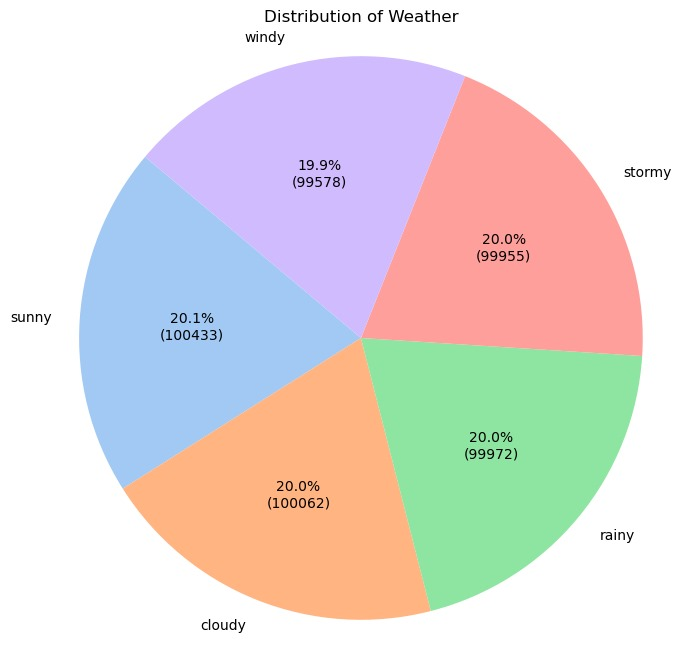 Distribution of Weather
windy
19.9%
(99578)
stormy
20.0%
(99955)
sunny
20.1%
(100433)
20.0%
(99972)
rainy
20.0%
(100062)
cloudy